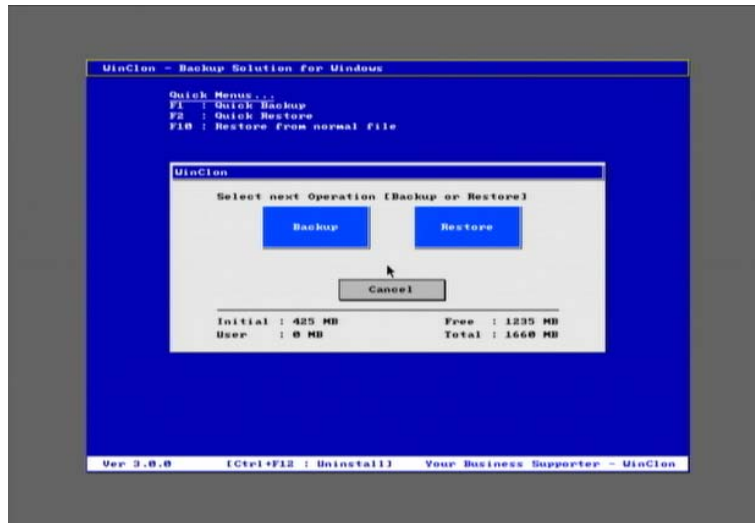 WinClon - Backup Solution for Windows
Quick Menus...
F1 : Quick Backup
F2 : Quick Restore
F10 : Restore from normal file
WinClon
Select next Operation [Backup or Restore]
Backup Restore
Cancel
Initial : 425 MB Free : 1235 MB
User : 0 MB Total : 1660 MB
Ver 3.0.0 [Ctrl+F12 : Uninstall] Your Business Supporter - WinClon